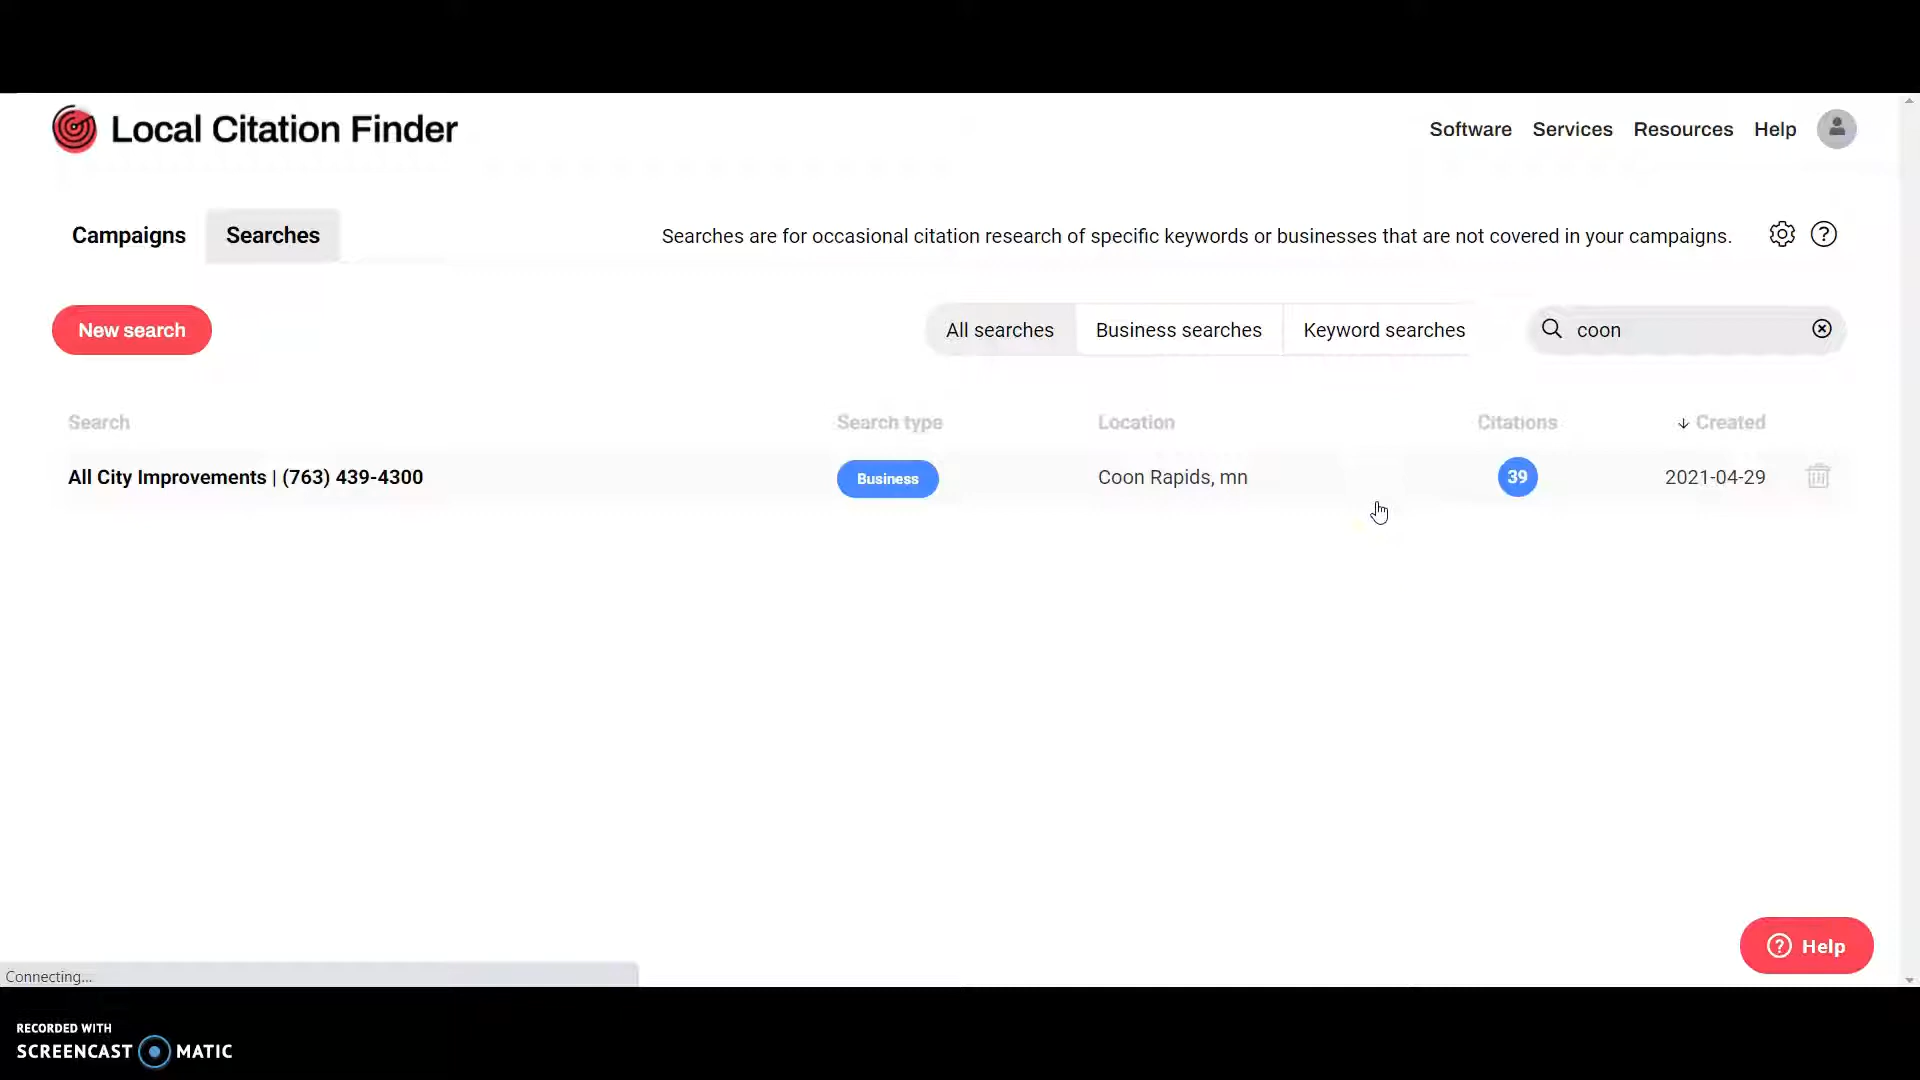 Local Citation Finder
Software Services Resources Help
Campaigns Searches Searches are for occasional citation research of specific keywords or businesses that are not covered in your campaigns. ?
New search All searches Business searches Keyword searches coon
Search Search type Location Citations ↓ Created
All City Improvements | (763) 439-4300 Business Coon Rapids, mn 39 2021-04-29
? Help
Connecting...
RECORDED WITH
SCREENCAST MATIC